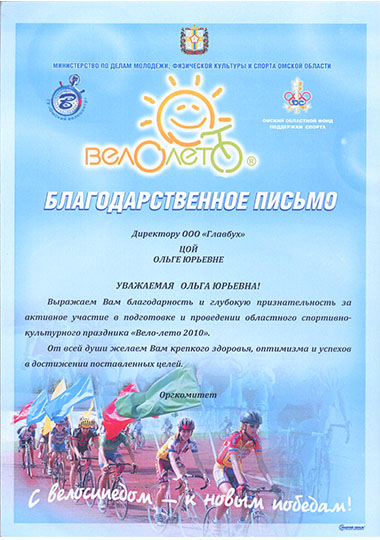 МИНИСТЕРСТВО ПО ДЕЛАМ МОЛОДЕЖИ, ФИЗИЧЕСКОЙ КУЛЬТУРЫ И СПОРТА ОМСКОЙ ОБЛАСТИ
ОМСКИЙ ОБЛАСТНОЙ ФОНД
ПОДДЕРЖКИ СПОРТА
ВелОлетО®
БЛАГОДАРСТВЕННОЕ ПИСЬМО
Директору ООО «Главбух»
ЦОЙ
ОЛЬГЕ ЮРЬЕВНЕ
УВАЖАЕМАЯ ОЛЬГА ЮРЬЕВНА!
Выражаем Вам благодарность и глубокую признательность за
активное участие в подготовке и проведении областного спортивно-
культурного праздника «Вело-лето 2010».
От всей души желаем Вам крепкого здоровья, оптимизма и успехов
в достижении поставленных целей.
Оргкомитет
С велосипедом – к новым победам!